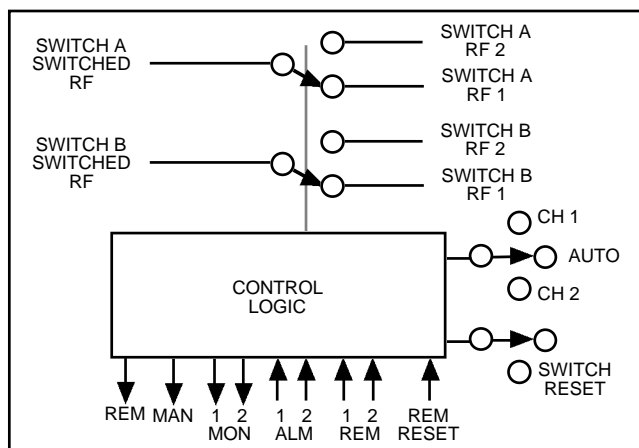 SWITCH A
SWITCHED
RF
SWITCH A
RF 2
SWITCH A
RF 1
SWITCH B
SWITCHED
RF
SWITCH B
RF 2
SWITCH B
RF 1
CH 1
AUTO
CH 2
CONTROL
LOGIC
SWITCH
RESET
REM MAN 1 2 1 2 1 2 REM
MON ALM REM RESET